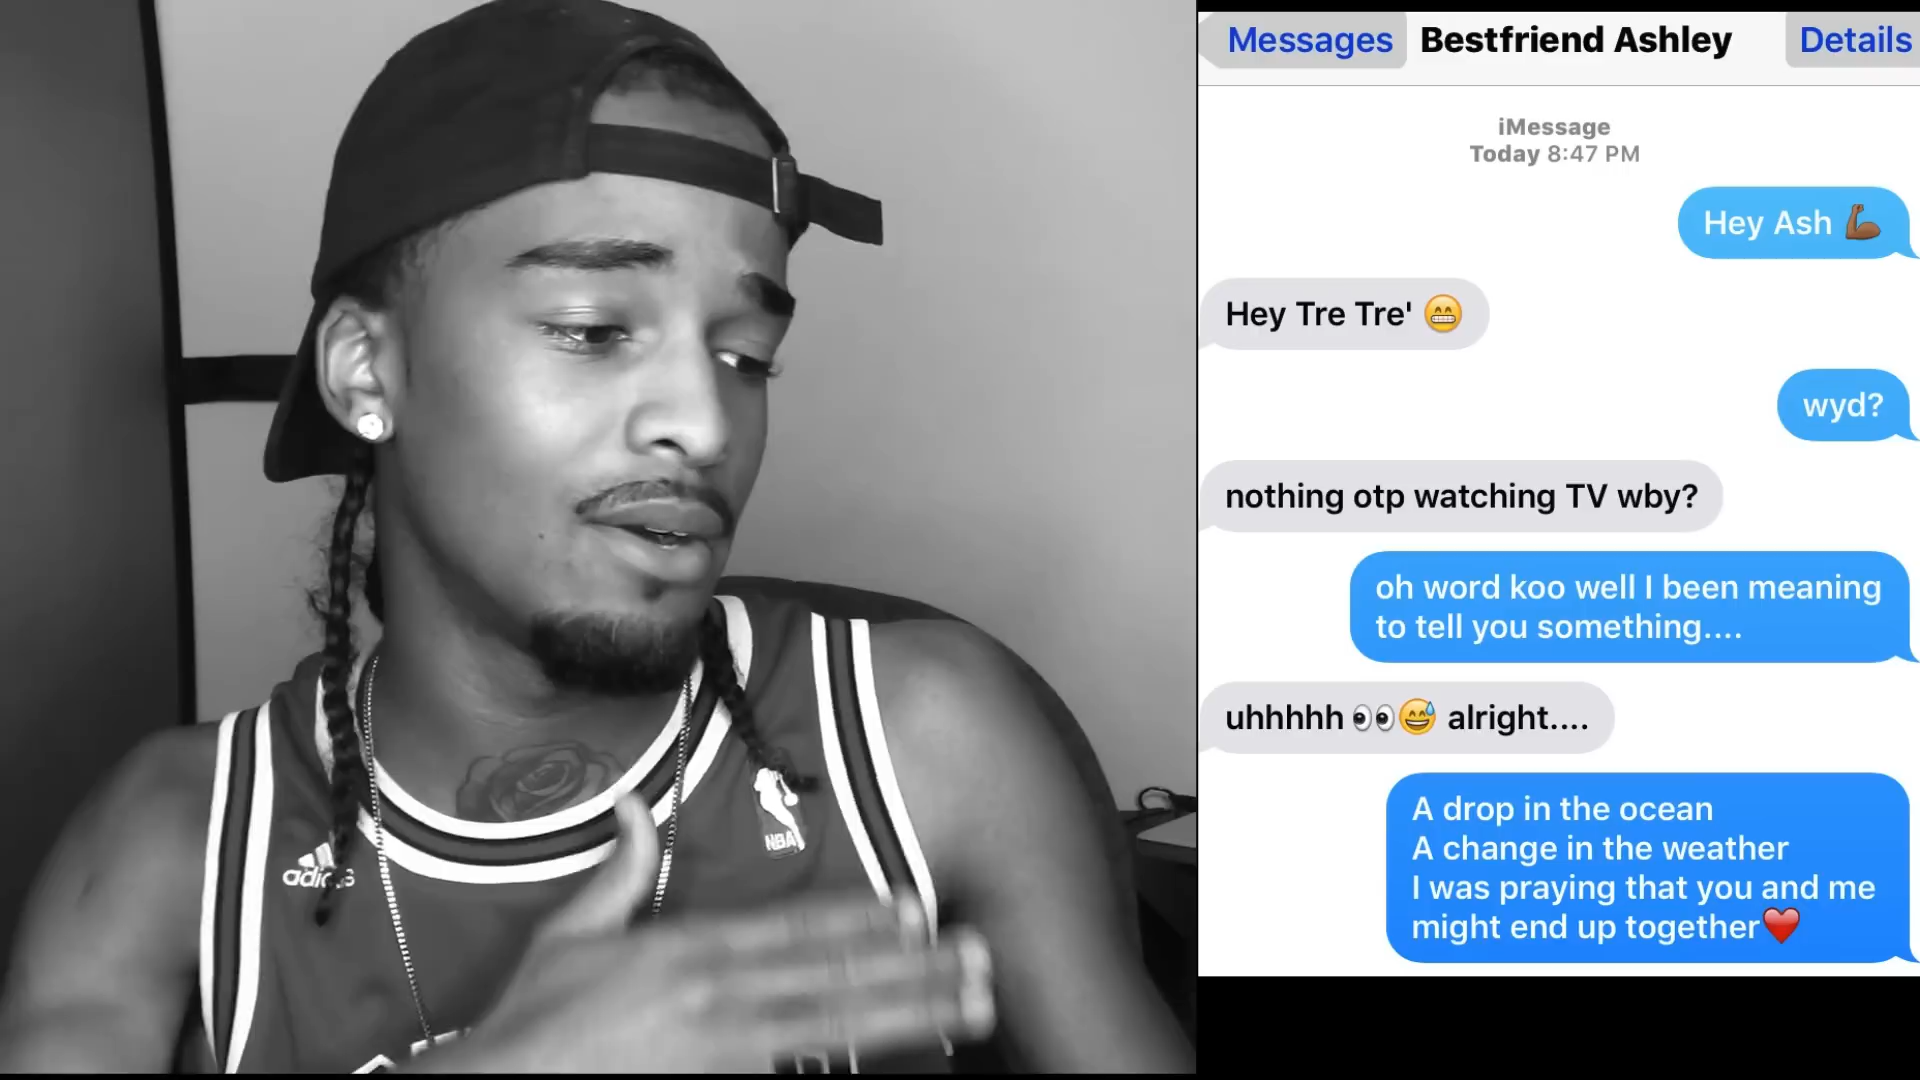 Messages Bestfriend Ashley Details
iMessage
Today 8:47 PM
Hey Ash 💪🏾
Hey Tre Tre' 😁
wyd?
nothing otp watching TV wby?
oh word koo well I been meaning
to tell you something....
uhhhhh 👀😅 alright....
A drop in the ocean
A change in the weather
I was praying that you and me
might end up together❤️
adidas
NBA